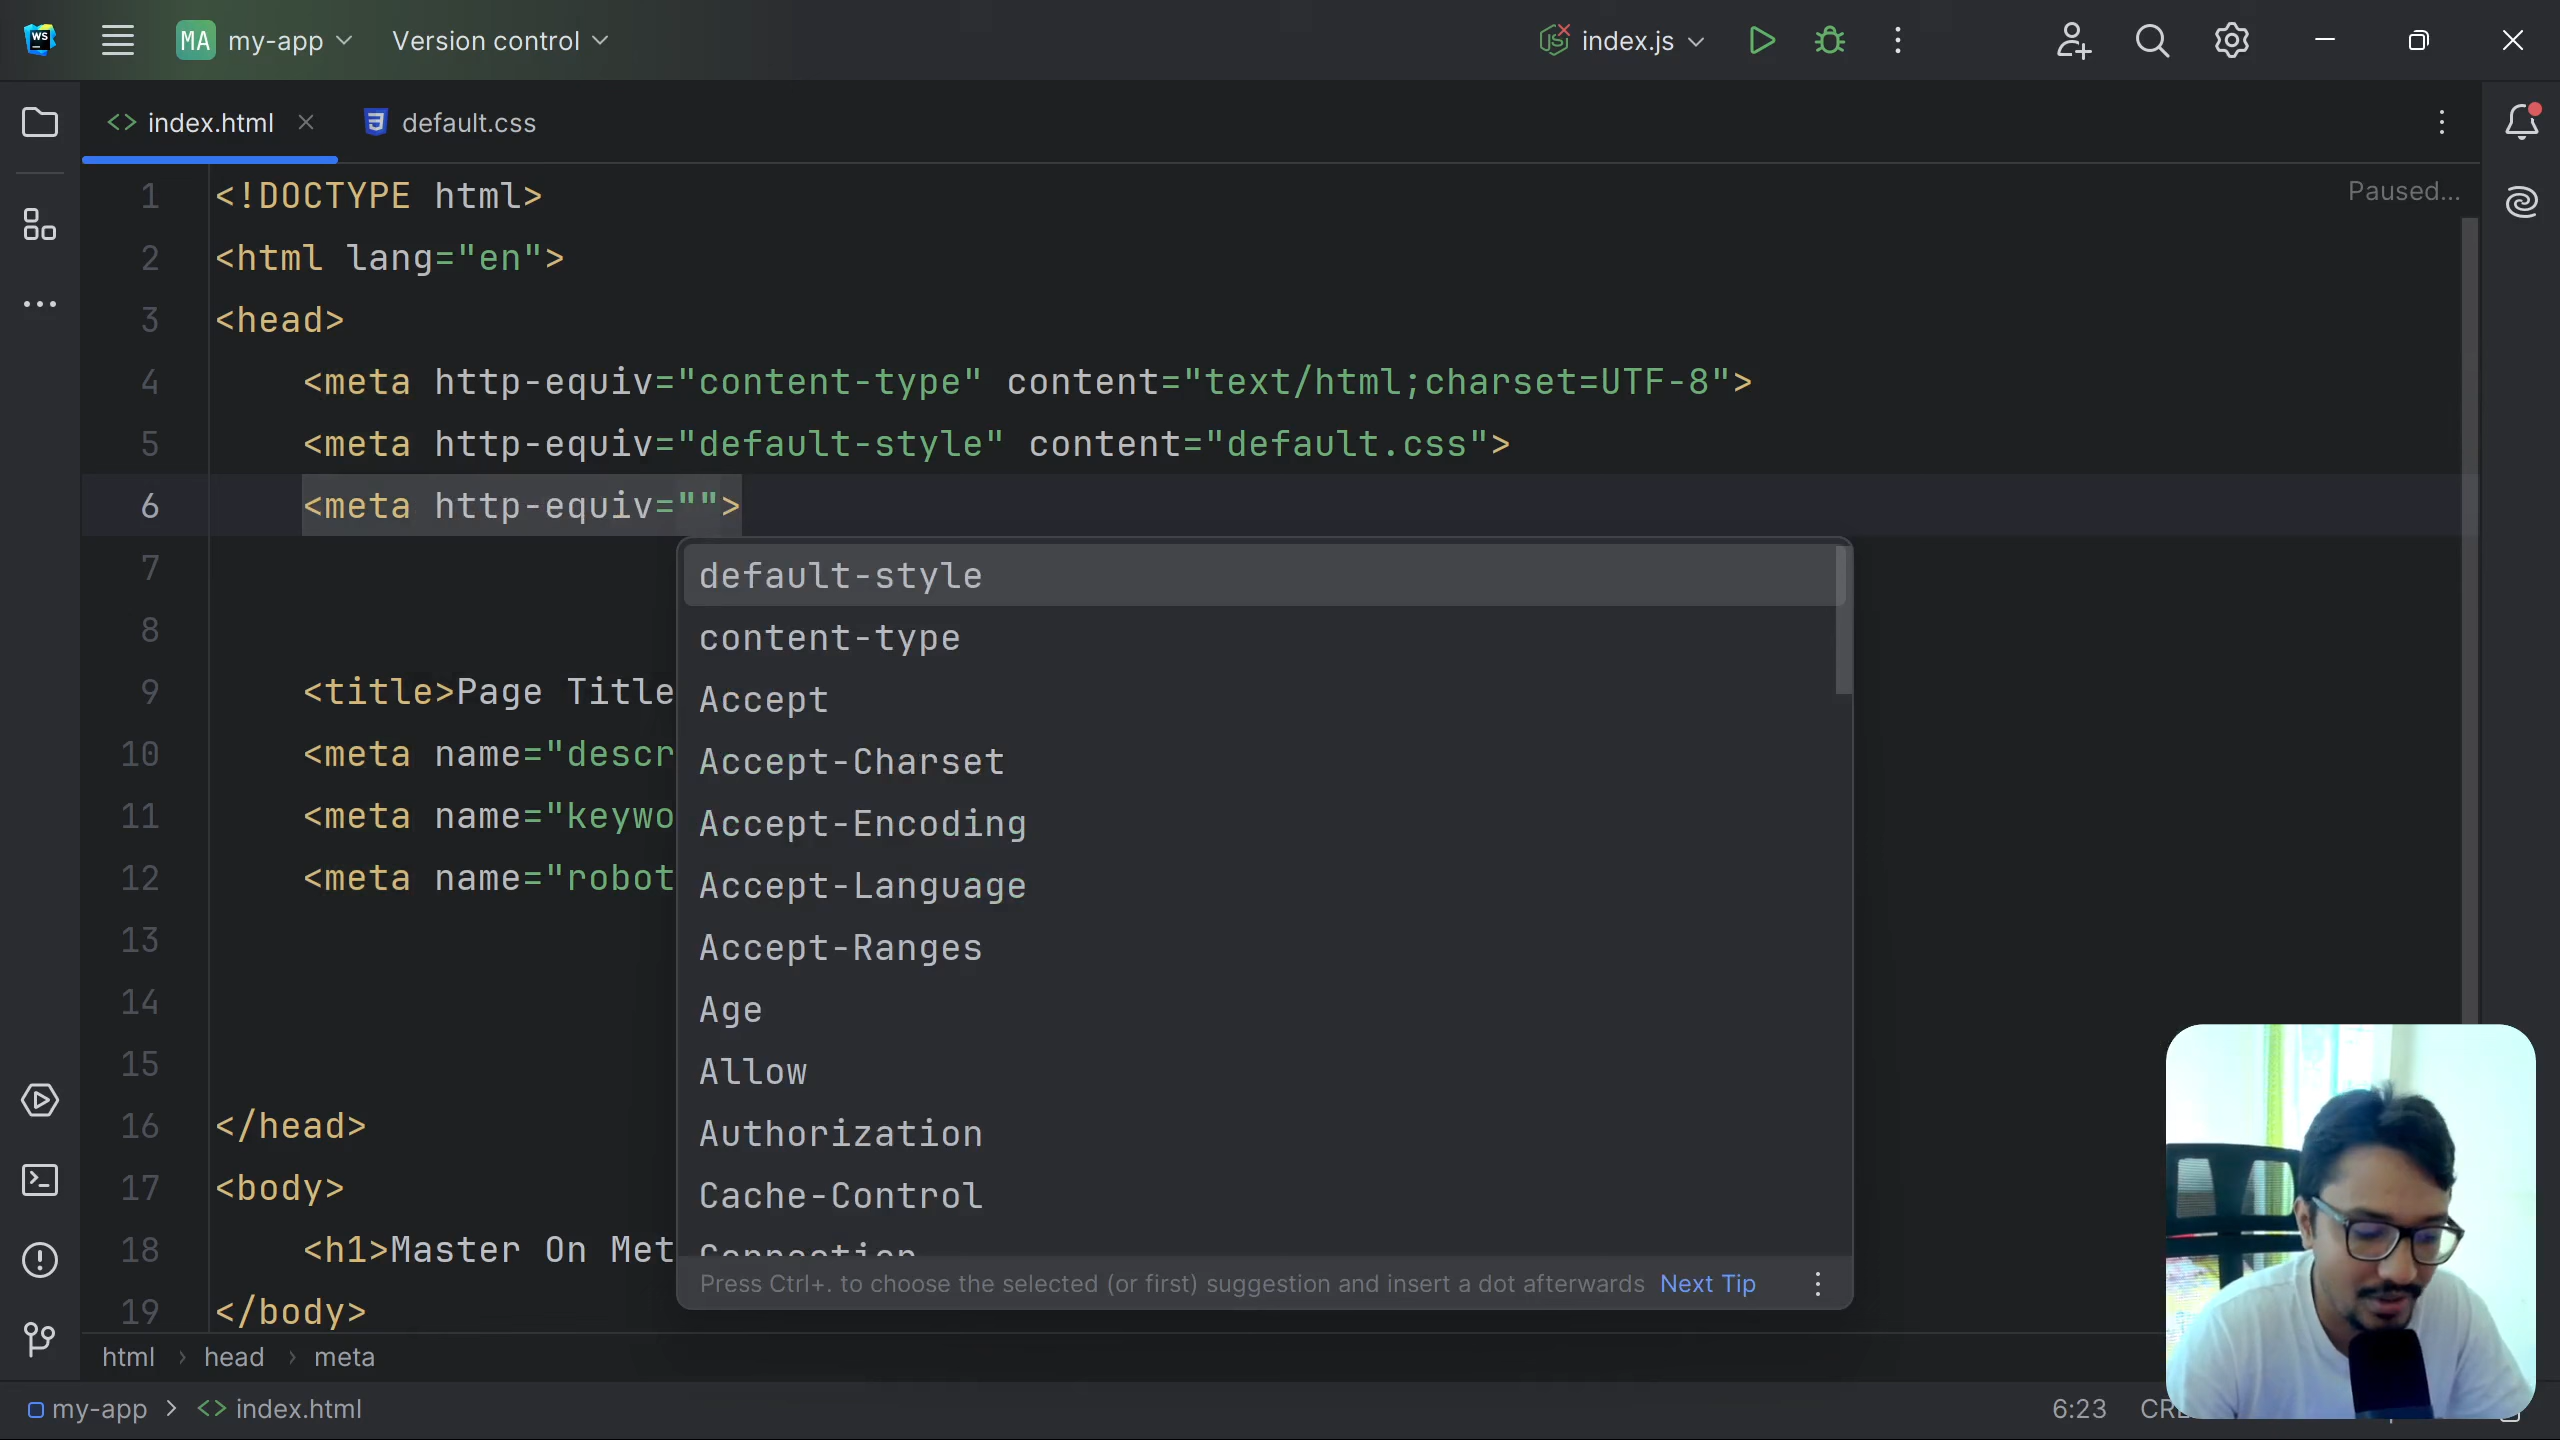 WS
MA my-app Version control index.js
index.html default.css
Paused...
1 <!DOCTYPE html>
2 <html lang="en">
3 <head>
4 <meta http-equiv="content-type" content="text/html;charset=UTF-8">
5 <meta http-equiv="default-style" content="default.css">
6 <meta http-equiv="">
7
8
9 <title>Page Title
10 <meta name="descr
11 <meta name="keywo
12 <meta name="robot
13
14
15
16 </head>
17 <body>
18 <h1>Master On Met
19 </body>
default-style
content-type
Accept
Accept-Charset
Accept-Encoding
Accept-Language
Accept-Ranges
Age
Allow
Authorization
Cache-Control
Connection
Press Ctrl+. to choose the selected (or first) suggestion and insert a dot afterwards Next Tip
html › head › meta
my-app > index.html 6:23